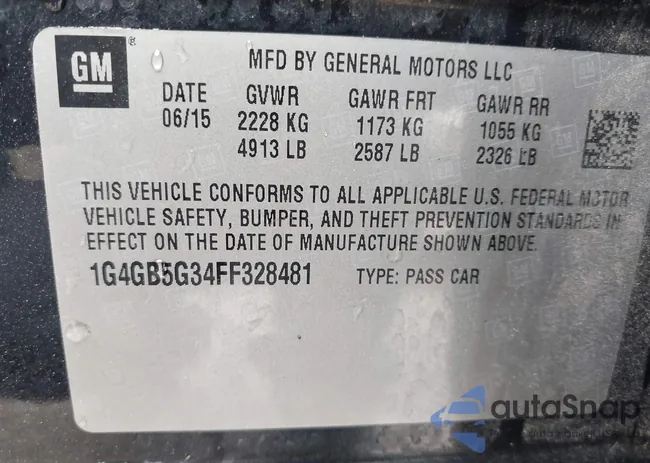 GM
MFD BY GENERAL MOTORS LLC
DATE GVWR GAWR FRT GAWR RR
06/15 2228 KG 1173 KG 1055 KG
4913 LB 2587 LB 2326 LB
THIS VEHICLE CONFORMS TO ALL APPLICABLE U.S. FEDERAL MOTOR
VEHICLE SAFETY, BUMPER, AND THEFT PREVENTION STANDARDS IN
EFFECT ON THE DATE OF MANUFACTURE SHOWN ABOVE.
1G4GB5G34FF328481 TYPE: PASS CAR
autoSnap